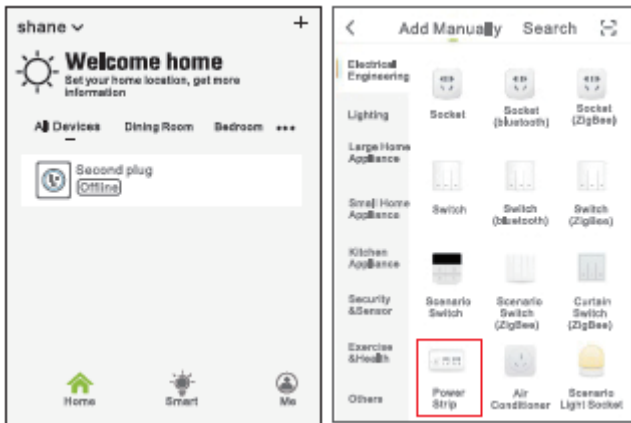 shane
+
Welcome home
Set your home location, get more
information
All Devices Dining Room Bedroom •••
Second plug
Offline
Home Smart Me
Add Manually Search
Electrical
Engineering
Lighting
Large Home
Appliance
Small Home
Appliance
Kitchen
Appliance
Security
&Sensor
Exercise
&Health
Others
Socket
Socket
(bluetooth)
Socket
(ZigBee)
Switch
Switch
(bluetooth)
Switch
(ZigBee)
Scenario
Switch
Scenario
Switch
(ZigBee)
Curtain
Switch
(ZigBee)
Power
Strip
Air
Conditioner
Scenario
Light Socket